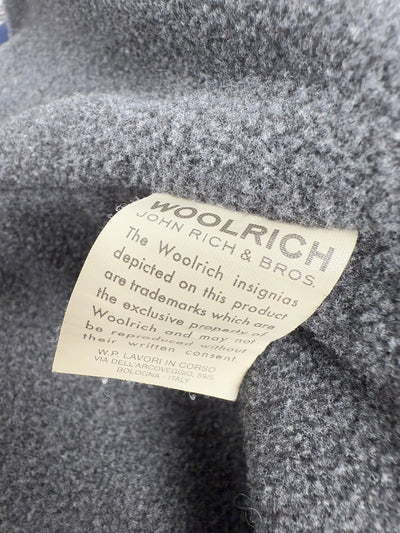 WOOLRICH
JOHN RICH & BROS.
The Woolrich insignias
depicted on this product
are trademarks which are
the exclusive property of
Woolrich and may not
be reproduced without
their written consent.
W.P. LAVORI IN CORSO
VIA DELL'ARCOVEGGIO, 59/5
BOLOGNA - ITALY